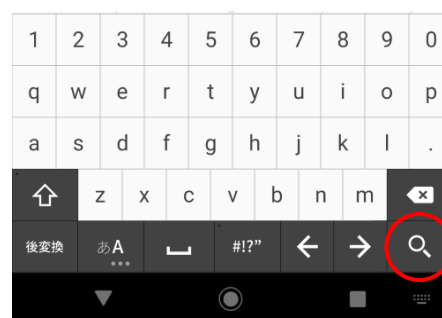 1 2 3 4 5 6 7 8 9 0
q w e r t y u i o p
a s d f g h j k l .
z x c v b n m
後変換 あA #!?”